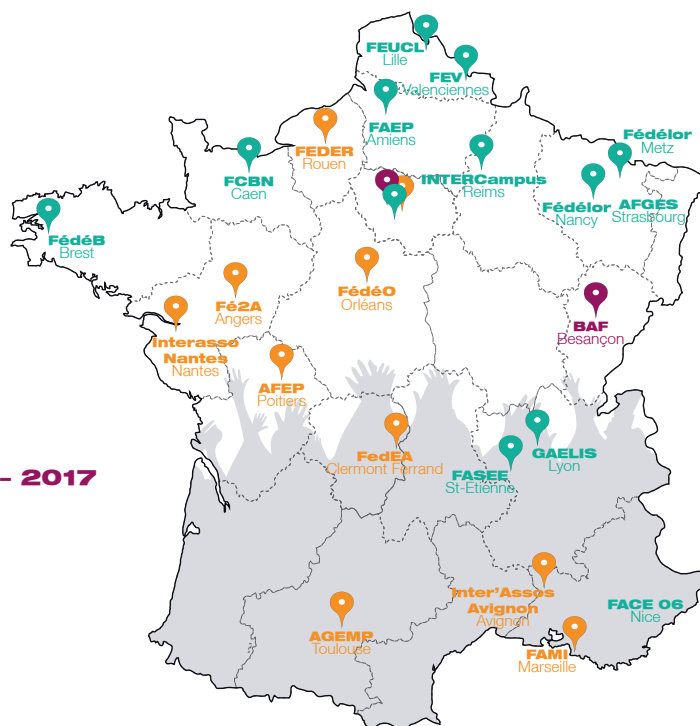 FEUCL
Lille
FEV
Valenciennes
FAEP
Amiens
FEDER
Rouen
Fédélor
Metz
FCBN
Caen
INTERCampus
Reims
Fédélor
Nancy
AFGES
Strasbourg
FédéB
Brest
Fé2A
Angers
FédéO
Orléans
BAF
Besançon
Interasso
Nantes
Nantes
AFEP
Poitiers
FedEA
Clermont Ferrand
GAELIS
Lyon
FASEE
St-Etienne
- 2017
Inter'Assos
Avignon
Avignon
FACE 06
Nice
AGEMP
Toulouse
FAMI
Marseille